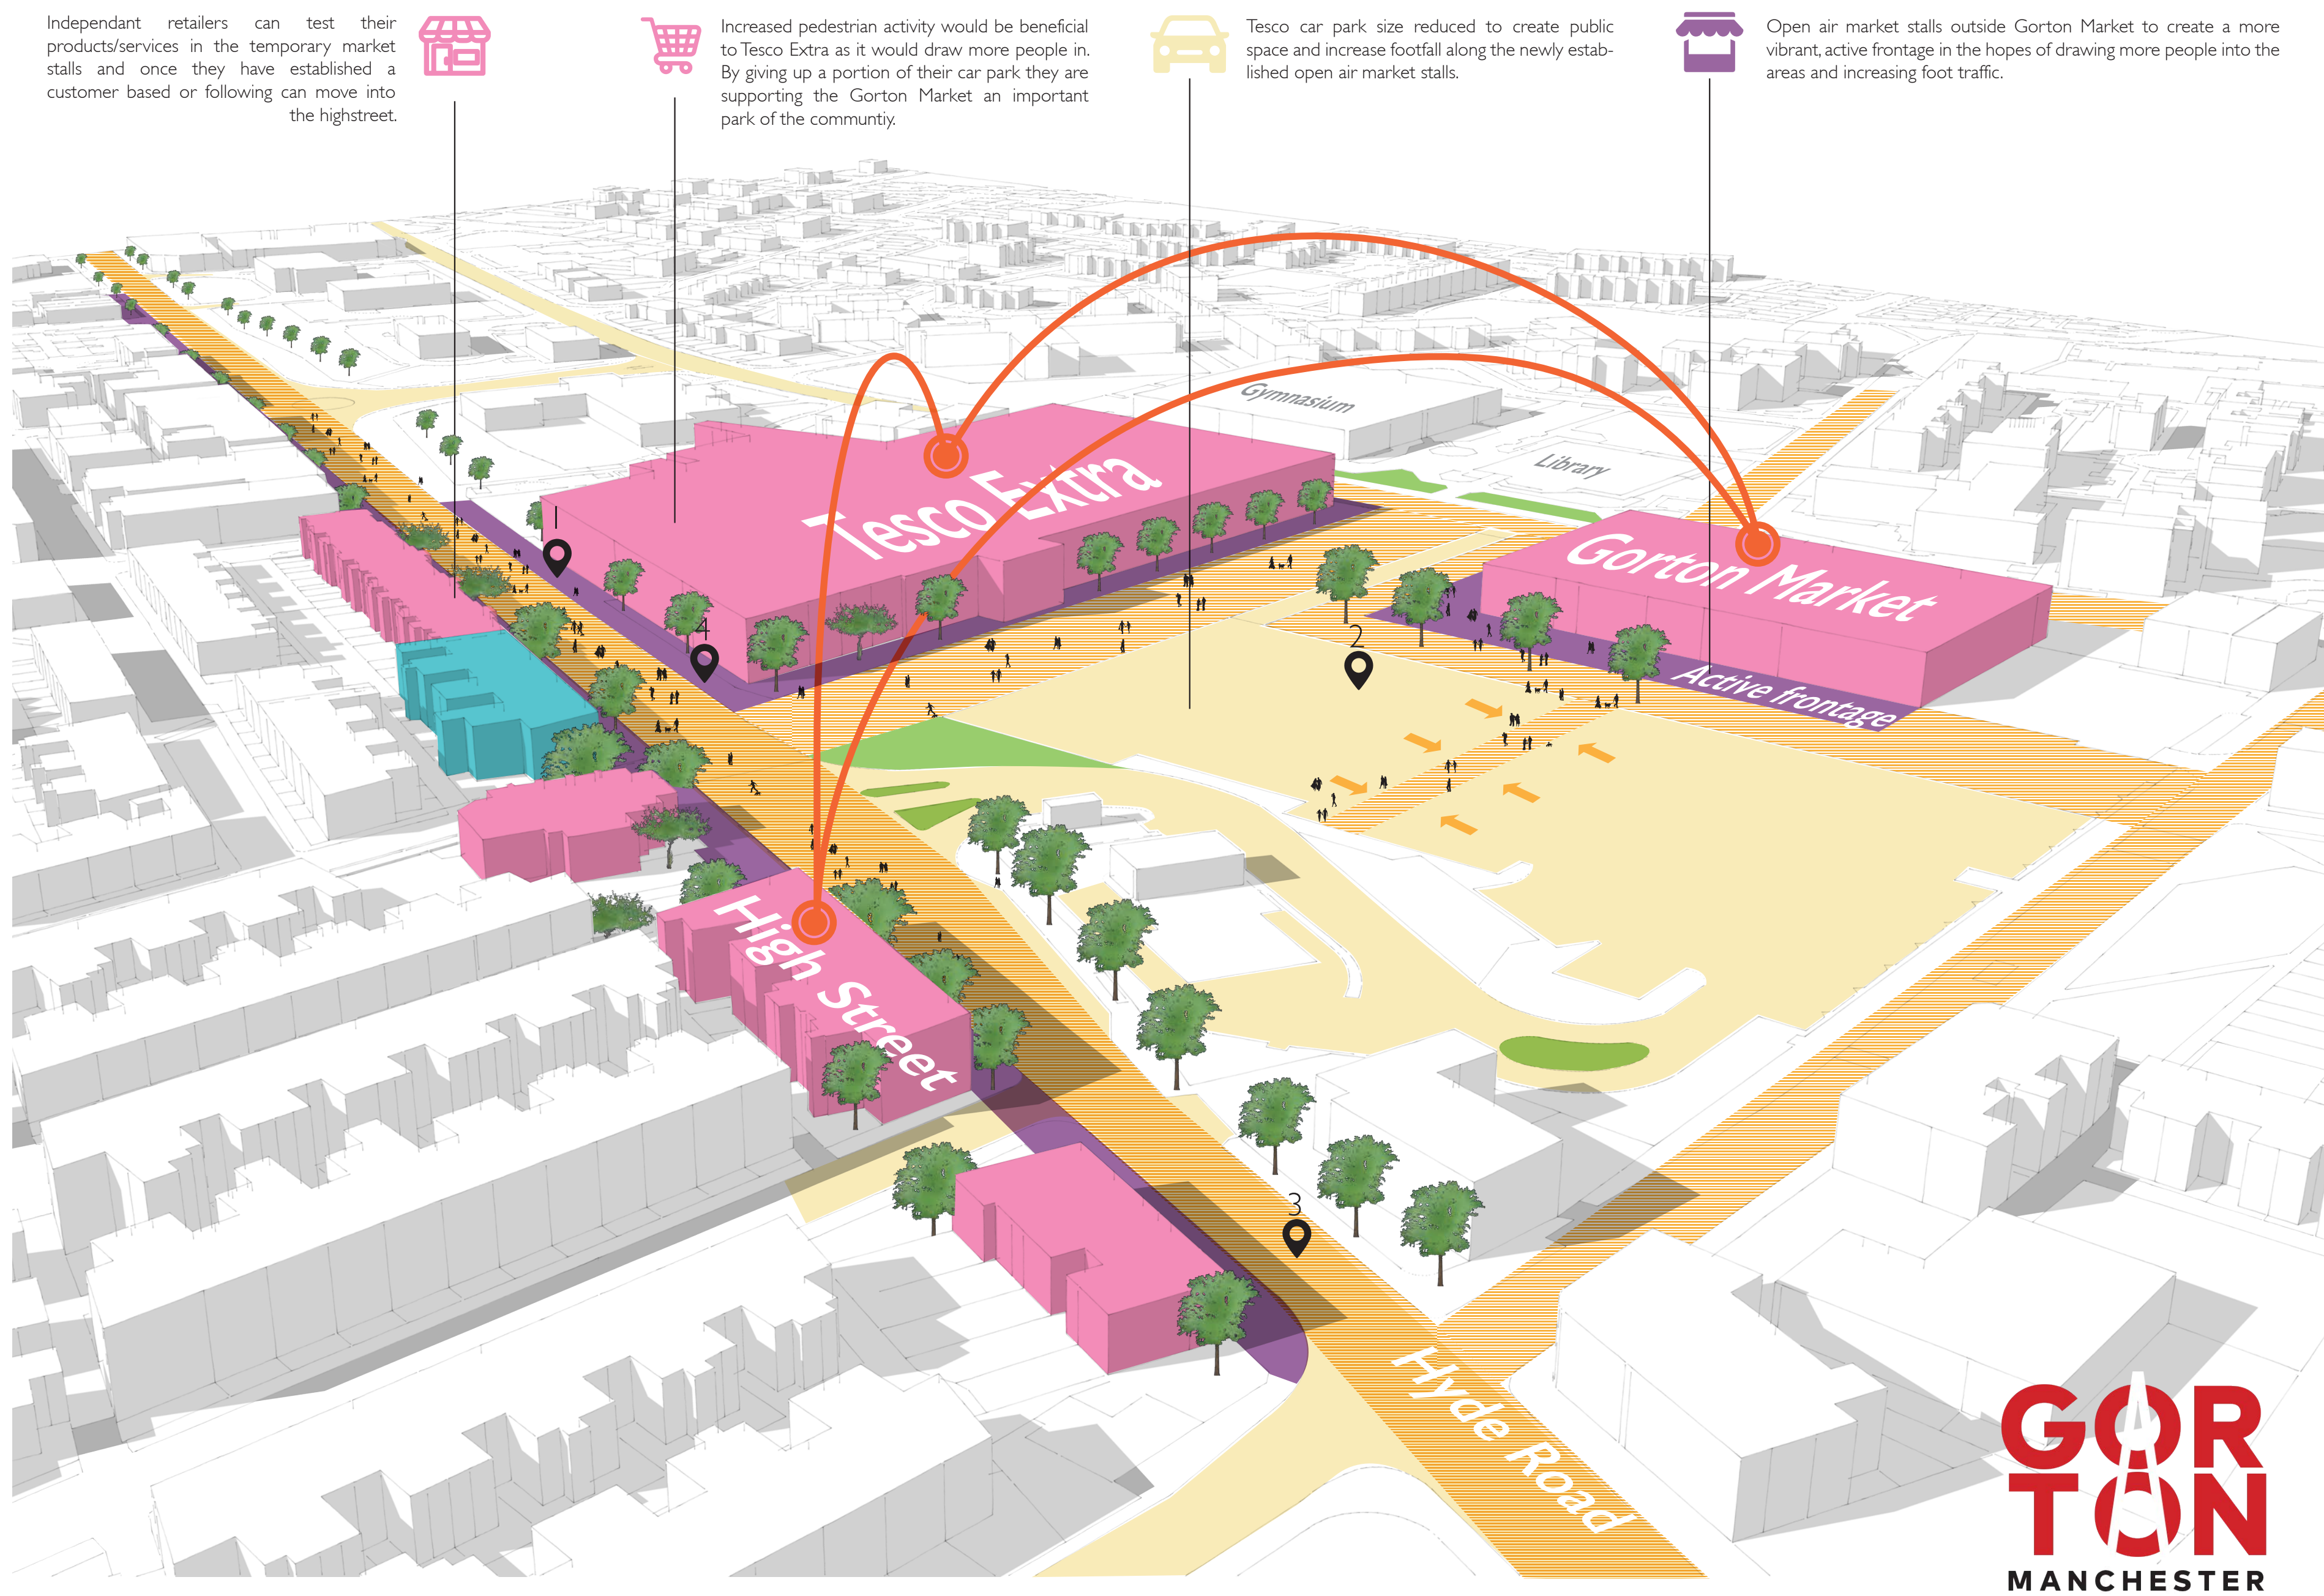 Independant retailers can test their
products/services in the temporary market
stalls and once they have established a
customer based or following can move into
the highstreet.
Increased pedestrian activity would be beneficial
to Tesco Extra as it would draw more people in.
By giving up a portion of their car park they are
supporting the Gorton Market an important
park of the communtiy.
Tesco car park size reduced to create public
space and increase footfall along the newly estab-
lished open air market stalls.
Open air market stalls outside Gorton Market to create a more
vibrant, active frontage in the hopes of drawing more people into the
areas and increasing foot traffic.
Gymnasium
Library
Tesco Extra
Gorton Market
1
4
2
Active frontage
High Street
3
Hyde Road
GOR
TON
MANCHESTER